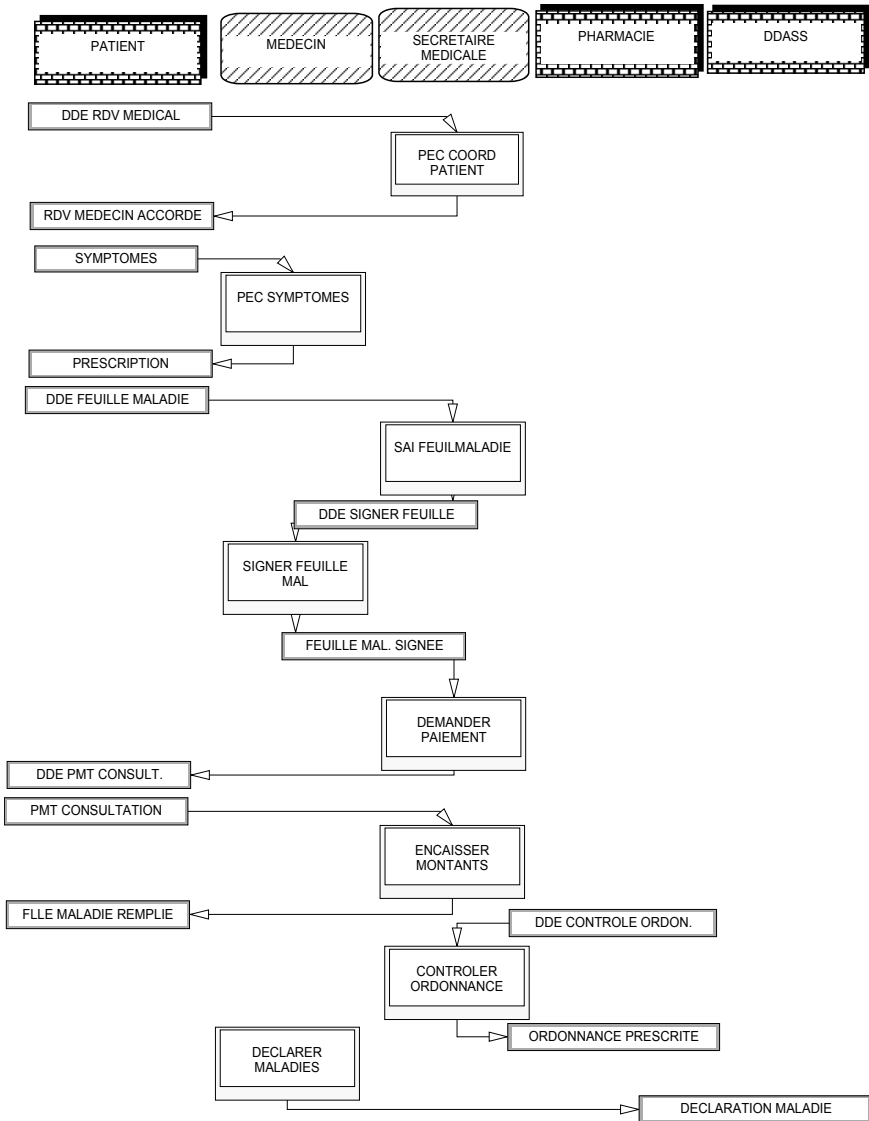 PATIENT
MEDECIN
SECRETAIRE
MEDICALE
PHARMACIE
DDASS
DDE RDV MEDICAL
PEC COORD
PATIENT
RDV MEDECIN ACCORDE
SYMPTOMES
PEC SYMPTOMES
PRESCRIPTION
DDE FEUILLE MALADIE
SAI FEUILMALADIE
DDE SIGNER FEUILLE
SIGNER FEUILLE
MAL
FEUILLE MAL. SIGNEE
DEMANDER
PAIEMENT
DDE PMT CONSULT.
PMT CONSULTATION
ENCAISSER
MONTANTS
FLLE MALADIE REMPLIE
DDE CONTROLE ORDON.
CONTROLER
ORDONNANCE
ORDONNANCE PRESCRITE
DECLARER
MALADIES
DECLARATION MALADIE